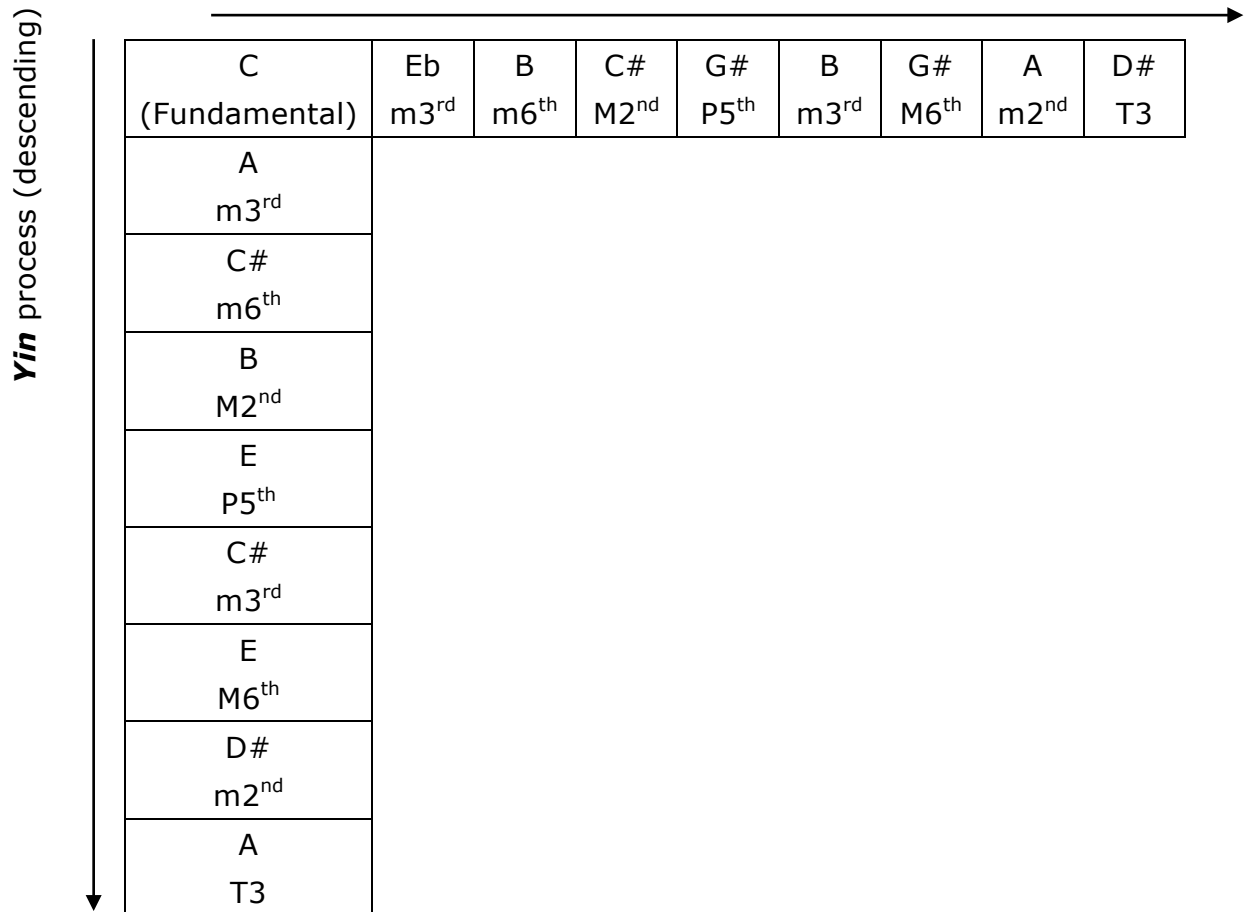 Yin process (descending)
C Eb B C# G# B G# A D#
(Fundamental) m3rd m6th M2nd P5th m3rd M6th m2nd T3
A
m3rd
C#
m6th
B
M2nd
E
P5th
C#
m3rd
E
M6th
D#
m2nd
A
T3